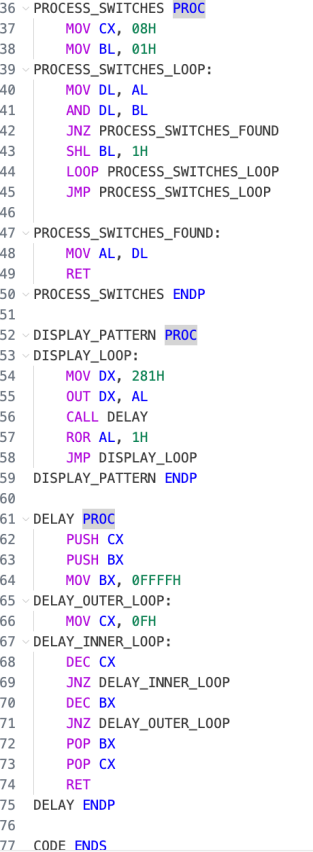 36 PROCESS_SWITCHES PROC
37 MOV CX, 08H
38 MOV BL, 01H
39 PROCESS_SWITCHES_LOOP:
40 MOV DL, AL
41 AND DL, BL
42 JNZ PROCESS_SWITCHES_FOUND
43 SHL BL, 1H
44 LOOP PROCESS_SWITCHES_LOOP
45 JMP PROCESS_SWITCHES_LOOP
46
47 PROCESS_SWITCHES_FOUND:
48 MOV AL, DL
49 RET
50 PROCESS_SWITCHES ENDP
51
52 DISPLAY_PATTERN PROC
53 DISPLAY_LOOP:
54 MOV DX, 281H
55 OUT DX, AL
56 CALL DELAY
57 ROR AL, 1H
58 JMP DISPLAY_LOOP
59 DISPLAY_PATTERN ENDP
60
61 DELAY PROC
62 PUSH CX
63 PUSH BX
64 MOV BX, 0FFFFH
65 DELAY_OUTER_LOOP:
66 MOV CX, 0FH
67 DELAY_INNER_LOOP:
68 DEC CX
69 JNZ DELAY_INNER_LOOP
70 DEC BX
71 JNZ DELAY_OUTER_LOOP
72 POP BX
73 POP CX
74 RET
75 DELAY ENDP
76
77 CODE ENDS